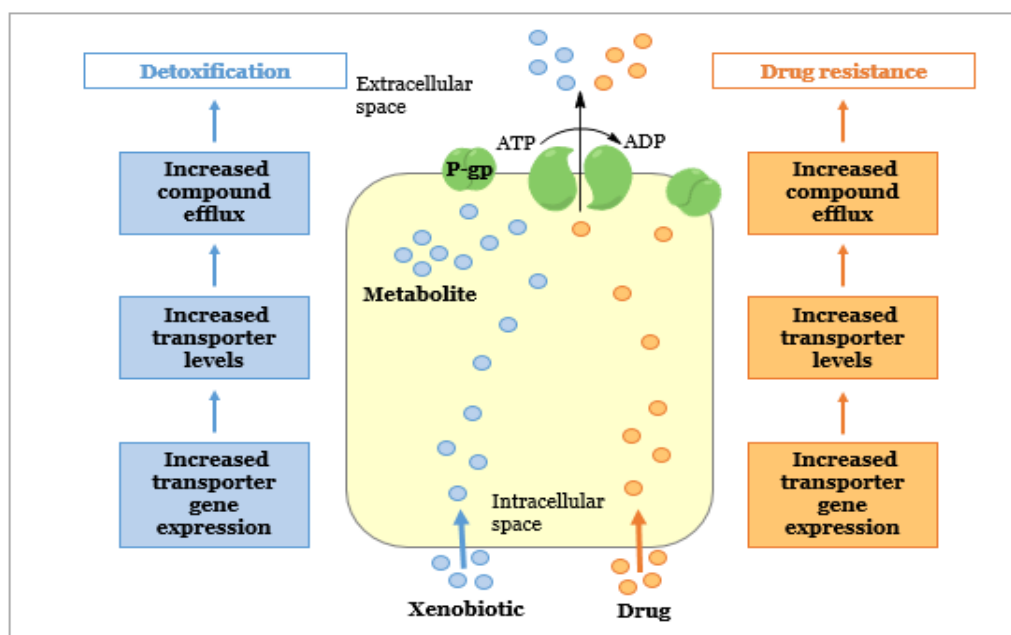 Detoxification
Increased
compound
efflux
Increased
transporter
levels
Increased
transporter
gene
expression
Extracellular
space
ATP
ADP
P-gp
Metabolite
Intracellular
space
Xenobiotic
Drug
Drug resistance
Increased
compound
efflux
Increased
transporter
levels
Increased
transporter
gene
expression